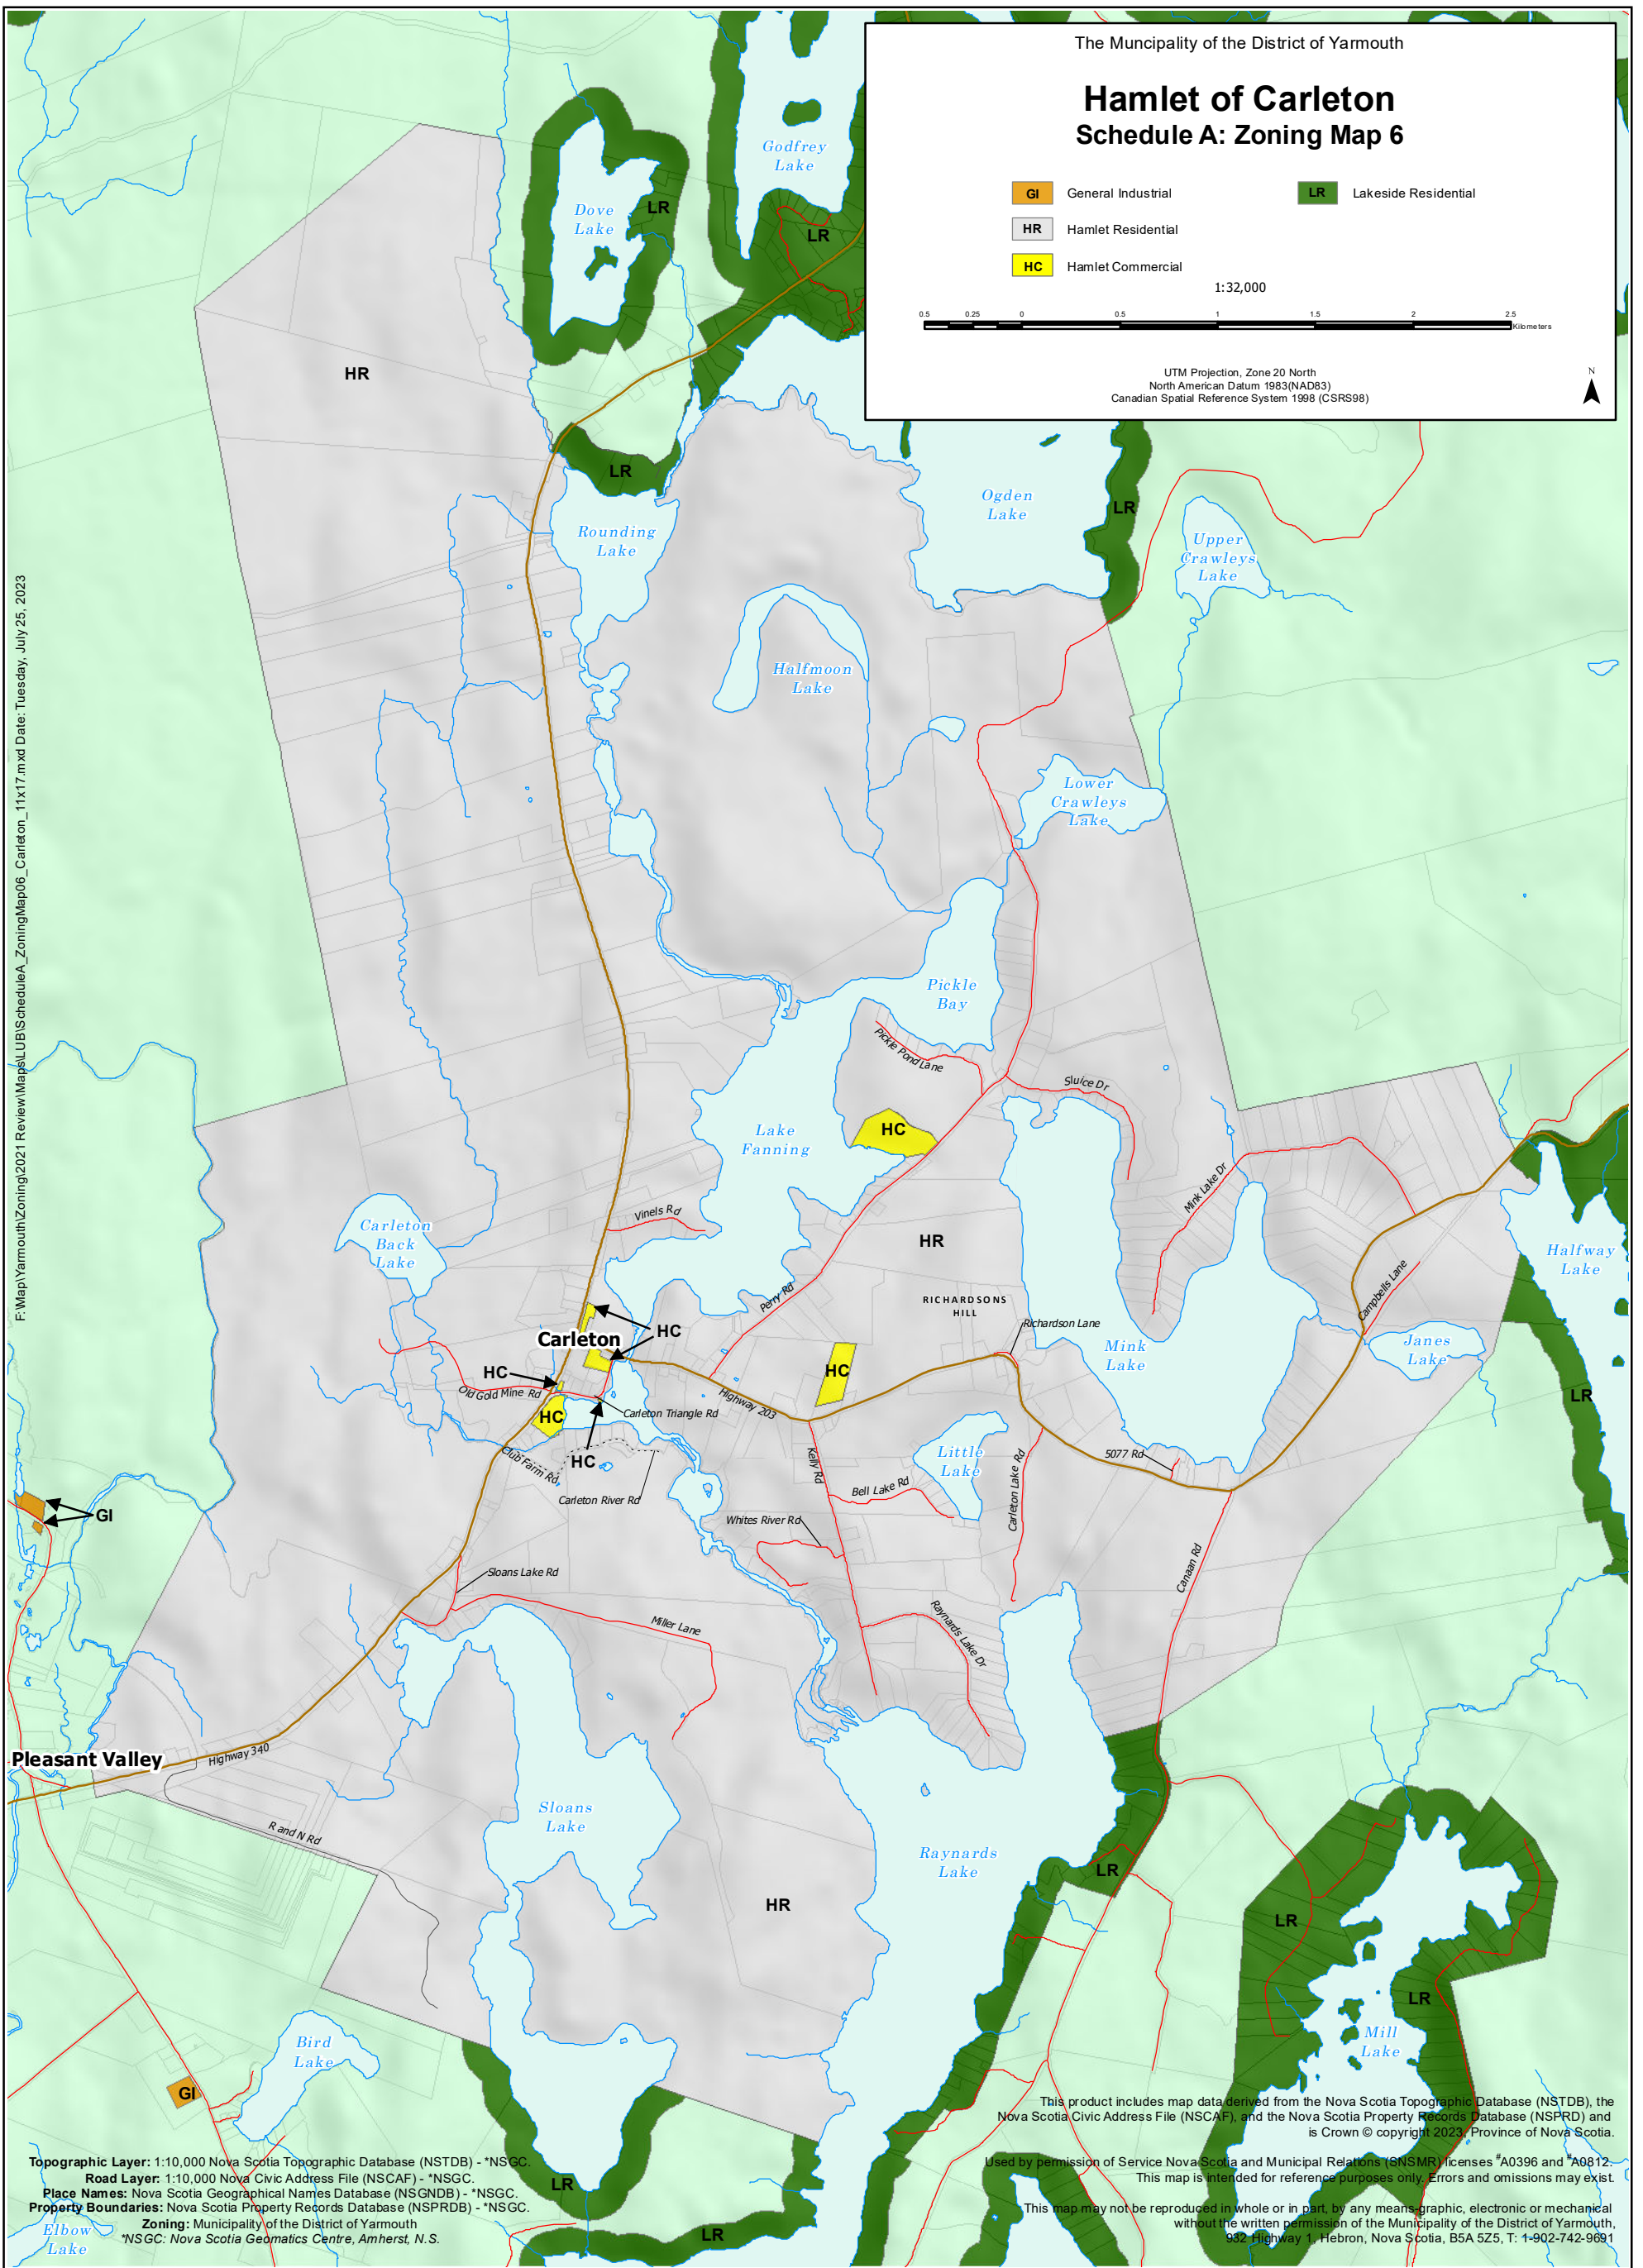 The Muncipality of the District of Yarmouth
Hamlet of Carleton
Schedule A: Zoning Map 6
GI General Industrial
LR Lakeside Residential
HR Hamlet Residential
HC Hamlet Commercial
1:32,000
0.5 0.25 0 0.5 1 1.5 2 2.5
Kilometers
UTM Projection, Zone 20 North
North American Datum 1983(NAD83)
Canadian Spatial Reference System 1998 (CSRS98)
N
F:\Map\Yarmouth\Zoning\2021 Review\Maps\LUB\ScheduleA_ZoningMap06_Carleton_11x17.mxd Date: Tuesday, July 25, 2023
Godfrey
Lake
Dove
Lake
LR
LR
HR
LR
Rounding
Lake
Ogden
Lake
LR
Upper
Crawleys
Lake
Halfmoon
Lake
Lower
Crawleys
Lake
Pickle
Bay
Pickle Pond Lane
Sluice Dr
HC
Lake
Fanning
Mink Lake Dr
Vinels Rd
Carleton
Back
Lake
HR
Halfway
Lake
Perry Rd
RICHARDSONS
HILL
Campbells Lane
Richardson Lane
Carleton
HC
HC
HC
Mink
Lake
Janes
Lake
Old Gold Mine Rd
Highway 203
LR
HC
Carleton Triangle Rd
Club Farm Rd
HC
Kelly Rd
Little
Lake
5077 Rd
Carleton Lake Rd
Bell Lake Rd
Carleton River Rd
GI
Whites River Rd
Sloans Lake Rd
Canaan Rd
Miller Lane
Raynards Lake Dr
Pleasant Valley
Highway 340
R and N Rd
Sloans
Lake
Raynards
Lake
LR
HR
LR
LR
Mill
Lake
Bird
Lake
GI
LR
LR
Elbow
Lake
Topographic Layer: 1:10,000 Nova Scotia Topographic Database (NSTDB) - *NSGC.
Road Layer: 1:10,000 Nova Civic Address File (NSCAF) - *NSGC.
Place Names: Nova Scotia Geographical Names Database (NSGNDB) - *NSGC.
Property Boundaries: Nova Scotia Property Records Database (NSPRDB) - *NSGC.
Zoning: Municipality of the District of Yarmouth
*NSGC: Nova Scotia Geomatics Centre, Amherst, N.S.
This product includes map data derived from the Nova Scotia Topographic Database (NSTDB), the
Nova Scotia Civic Address File (NSCAF), and the Nova Scotia Property Records Database (NSPRD) and
is Crown © copyright 2023, Province of Nova Scotia.
Used by permission of Service Nova Scotia and Municipal Relations (SNSMR) licenses #A0396 and #A0812.
This map is intended for reference purposes only. Errors and omissions may exist.
This map may not be reproduced in whole or in part, by any means-graphic, electronic or mechanical
without the written permission of the Municipality of the District of Yarmouth,
932 Highway 1, Hebron, Nova Scotia, B5A 5Z5, T: 1-902-742-9691